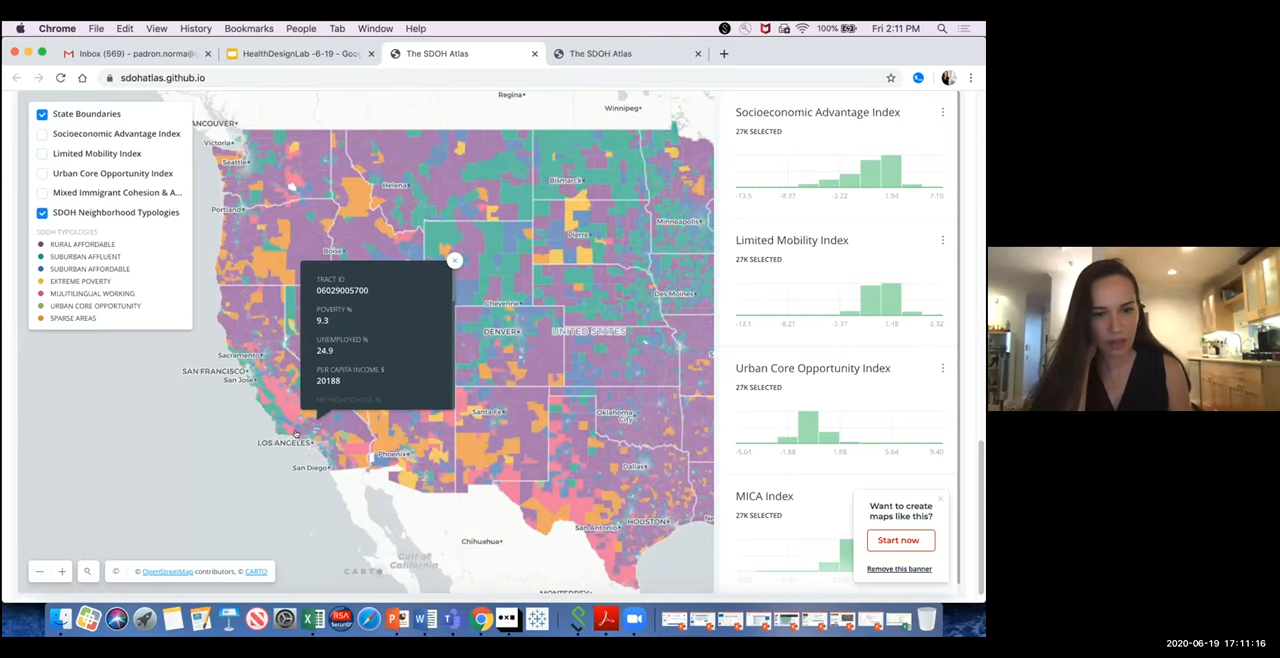 Chrome File Edit View History Bookmarks People Tab Window Help
100% Fri 2:11 PM
Inbox (569) - padron.norma@g
HealthDesignLab -6-19 - Goo
The SDOH Atlas
The SDOH Atlas
sdohatlas.github.io
State Boundaries
Socioeconomic Advantage Index
Limited Mobility Index
Urban Core Opportunity Index
Mixed Immigrant Cohesion & A...
SDOH Neighborhood Typologies
SDOH TYPOLOGIES
RURAL AFFORDABLE
SUBURBAN AFFLUENT
SUBURBAN AFFORDABLE
EXTREME POVERTY
MULTILINGUAL WORKING
URBAN CORE OPPORTUNITY
SPARSE AREAS
Regina
Winnipeg
ANCOUVER
Victoria
Seattle
Portland
Helena
Bismarck
Boise
Pierre
Minneapolis
Cheyenne
Des Moines
DENVER
UNITED STATES
Sacramento
SAN FRANCISCO
San Jose
LOS ANGELES
San Diego
Phoenix
Santa Fe
Oklahoma
City
Dallas
San Antonio
HOUSTON
Chihuahua
Gulf of
California
MONTERREY
TRACT ID
06029005700
POVERTY %
9.3
UNEMPLOYED %
24.9
PER CAPITA INCOME $
20188
NO HIGH SCHOOL %
CARTO
© OpenStreetMap contributors, © CARTO
Socioeconomic Advantage Index
27K SELECTED
-13.5 -8.37 -3.22 1.94 7.10
Limited Mobility Index
27K SELECTED
-13.1 -8.21 -3.37 1.48 6.32
Urban Core Opportunity Index
27K SELECTED
-5.64 -1.88 1.88 5.64 9.40
MICA Index
27K SELECTED
Want to create
maps like this?
Start now
Remove this banner
2020-06-19 17:11:16